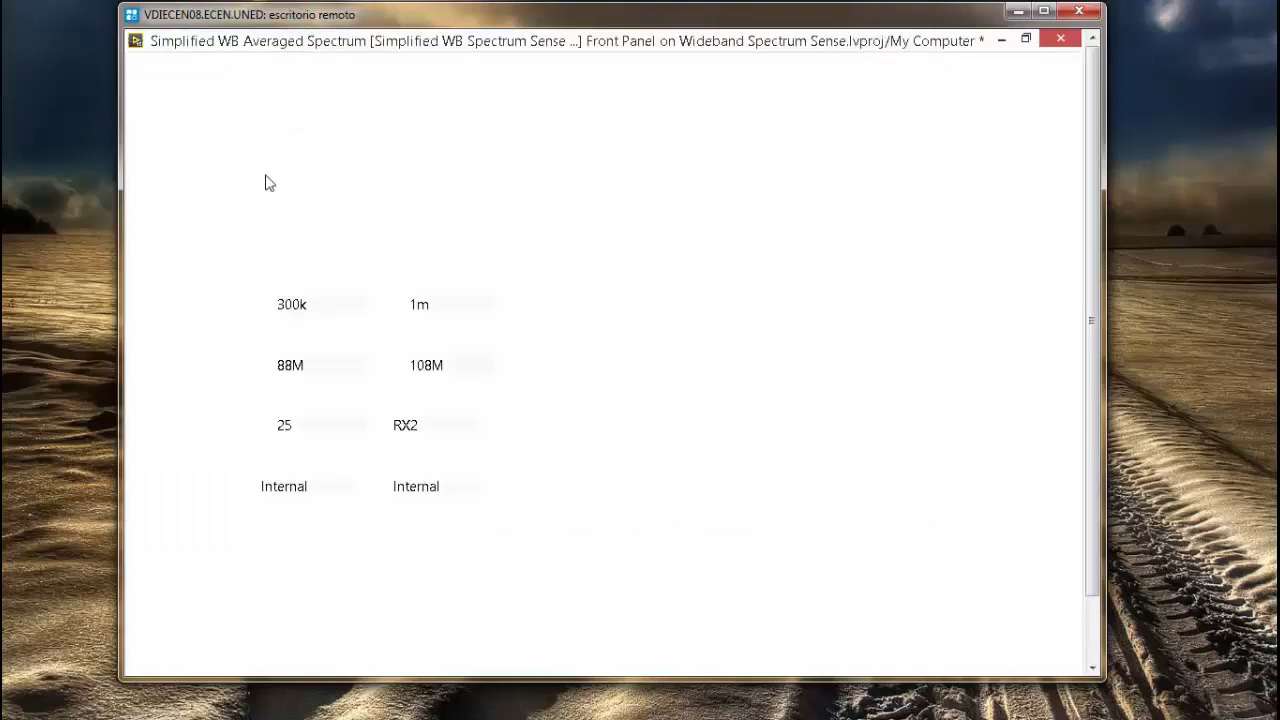 VDIECEN08.ECEN.UNED: escritorio remoto
Simplified WB Averaged Spectrum [Simplified WB Spectrum Sense ...] Front Panel on Wideband Spectrum Sense.lvproj/My Computer *
300k 1m
88M 108M
25 RX2
Internal Internal